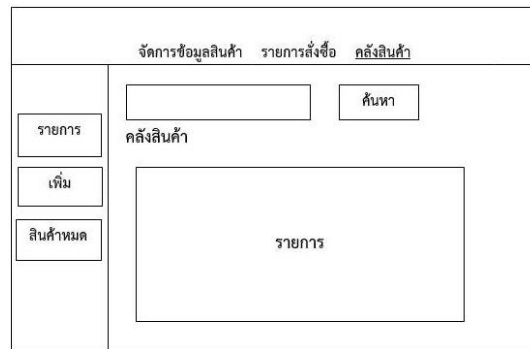 จัดการข้อมูลสินค้า รายการสั่งซื้อ คลังสินค้า
ค้นหา
รายการ
เพิ่ม
สินค้าหมด
คลังสินค้า
รายการ